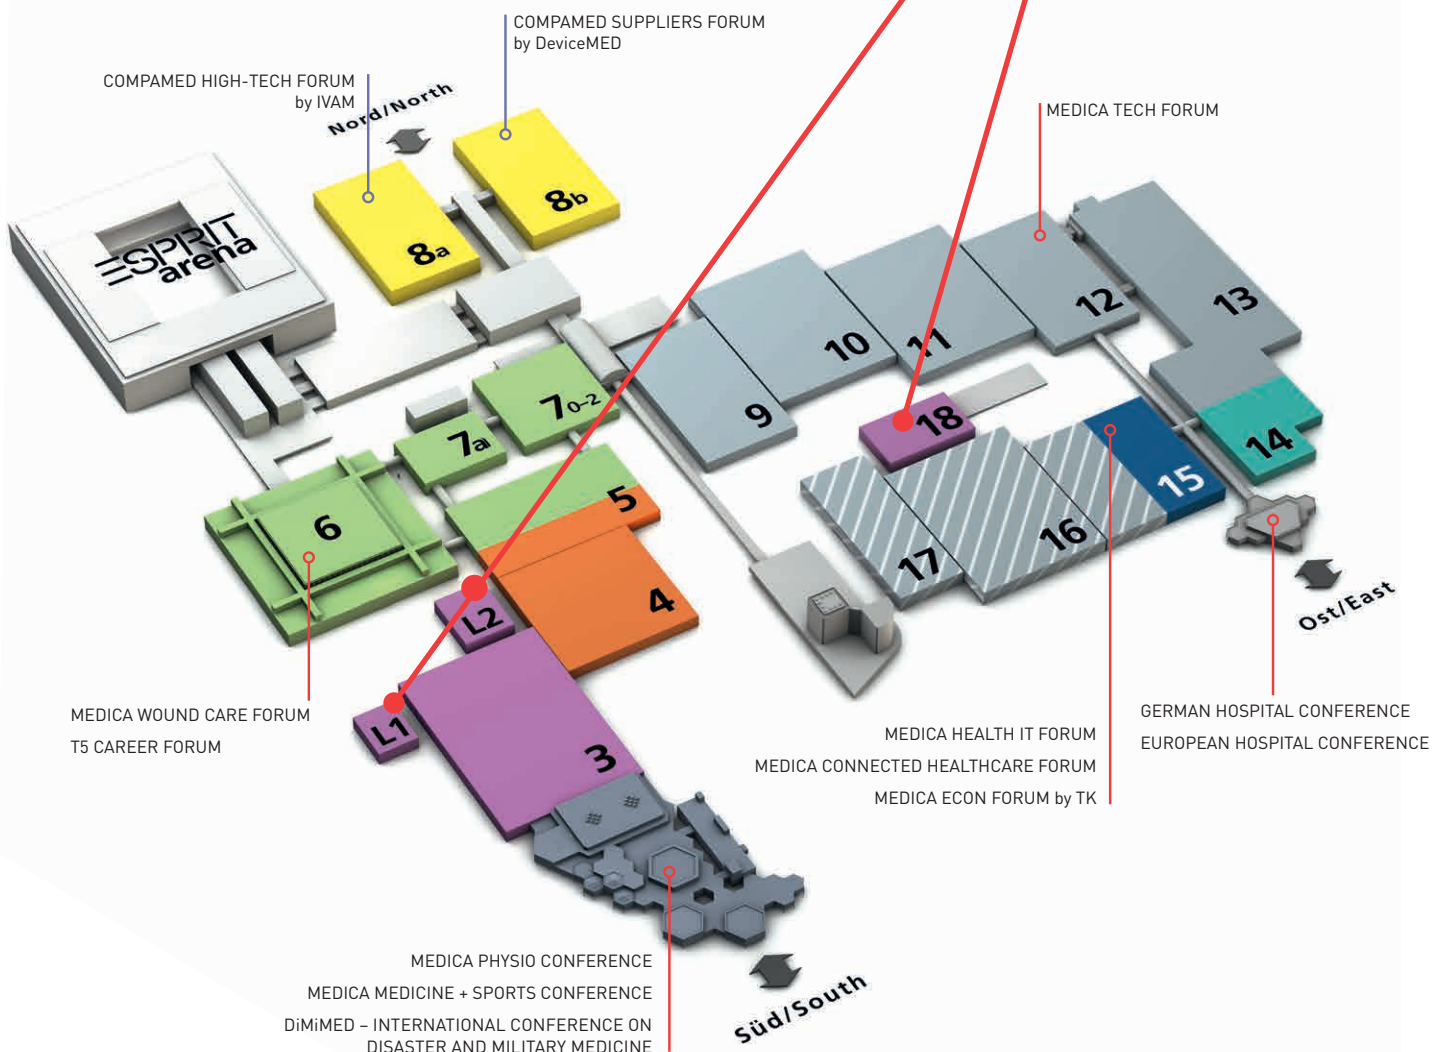 COMPAMED SUPPLIERS FORUM
by DeviceMED
COMPAMED HIGH-TECH FORUM
by IVAM
Nord/North
MEDICA TECH FORUM
ESPRIT
arena
8a
8b
9
10
11
12
13
14
15
16
17
18
7 0–2
7a
6
5
4
L2
L1
3
Ost/East
MEDICA WOUND CARE FORUM
T5 CAREER FORUM
MEDICA HEALTH IT FORUM
MEDICA CONNECTED HEALTHCARE FORUM
MEDICA ECON FORUM by TK
GERMAN HOSPITAL CONFERENCE
EUROPEAN HOSPITAL CONFERENCE
MEDICA PHYSIO CONFERENCE
MEDICA MEDICINE + SPORTS CONFERENCE
DiMiMED – INTERNATIONAL CONFERENCE ON
DISASTER AND MILITARY MEDICINE
Süd/South